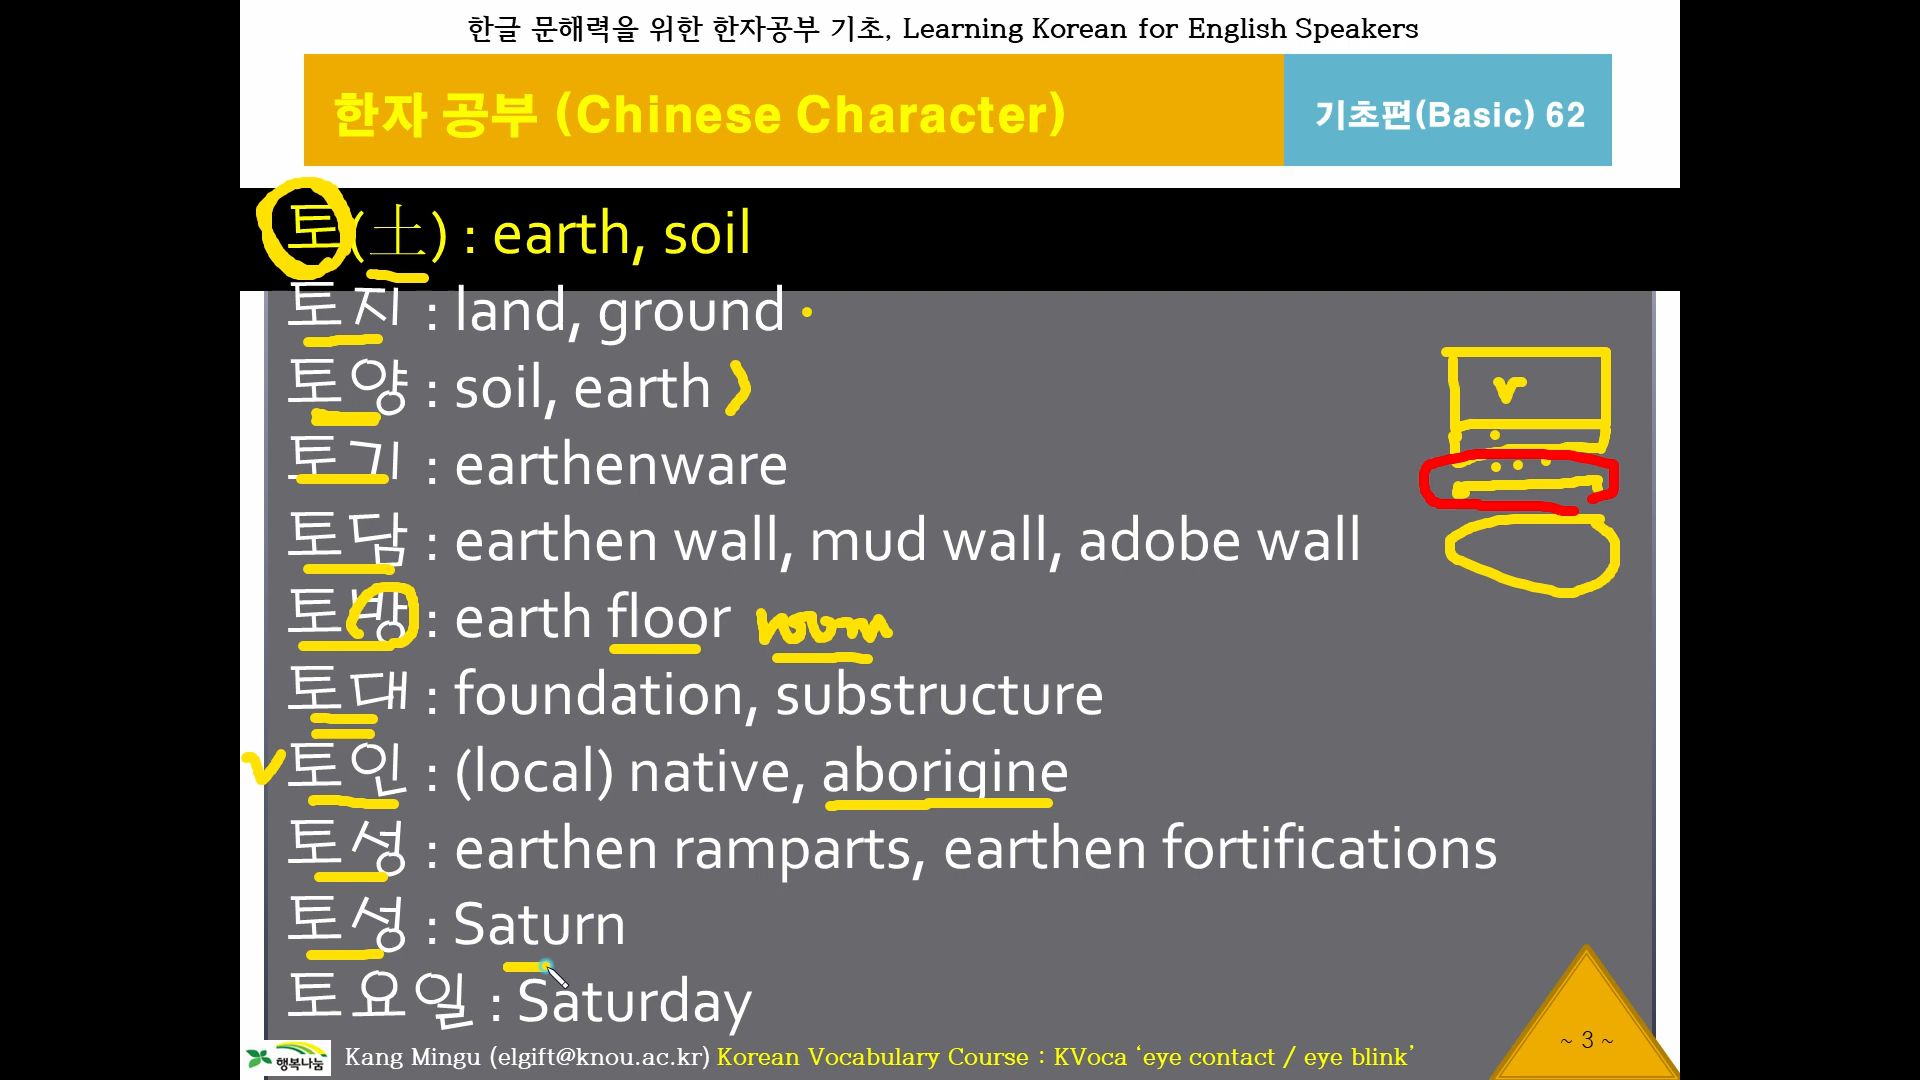 한글 문해력을 위한 한자공부 기초, Learning Korean for English Speakers
한자 공부 (Chinese Character)
기초편(Basic) 62
토(土) : earth, soil
토지 : land, ground
토양 : soil, earth
토기 : earthenware
토담 : earthen wall, mud wall, adobe wall
토방 : earth floor room
토대 : foundation, substructure
토인 : (local) native, aborigine
토성 : earthen ramparts, earthen fortifications
토성 : Saturn
토요일 : Saturday
~ 3 ~
행복나눔
Kang Mingu (elgift@knou.ac.kr) Korean Vocabulary Course : KVoca ‘eye contact / eye blink’